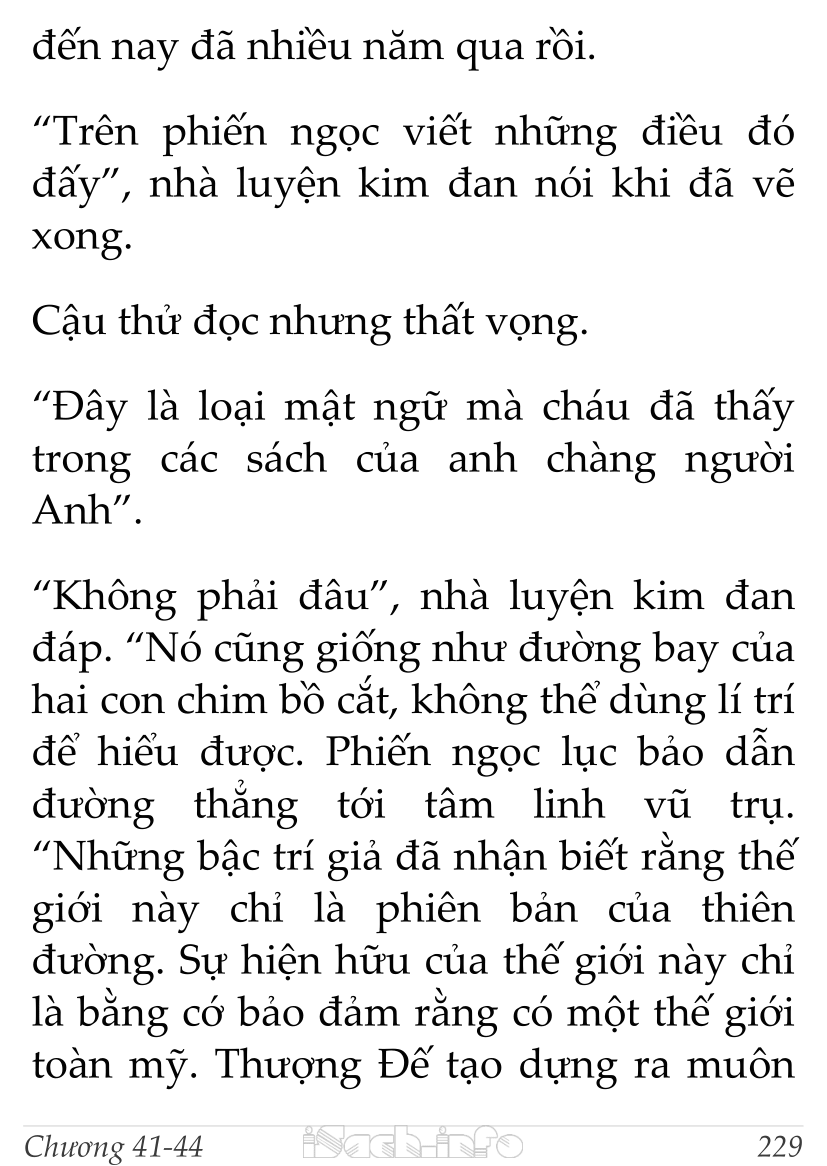 đến nay đã nhiều năm qua rồi.
“Trên phiến ngọc viết những điều đó
đấy”, nhà luyện kim đan nói khi đã vẽ
xong.
Cậu thử đọc nhưng thất vọng.
“Đây là loại mật ngữ mà cháu đã thấy
trong các sách của anh chàng người
Anh”.
“Không phải đâu”, nhà luyện kim đan
đáp. “Nó cũng giống như đường bay của
hai con chim bồ cắt, không thể dùng lí trí
để hiểu được. Phiến ngọc lục bảo dẫn
đường thẳng tới tâm linh vũ trụ.
“Những bậc trí giả đã nhận biết rằng thế
giới này chỉ là phiên bản của thiên
đường. Sự hiện hữu của thế giới này chỉ
là bằng cớ bảo đảm rằng có một thế giới
toàn mỹ. Thượng Đế tạo dựng ra muôn
Chương 41-44 iSach.info 229